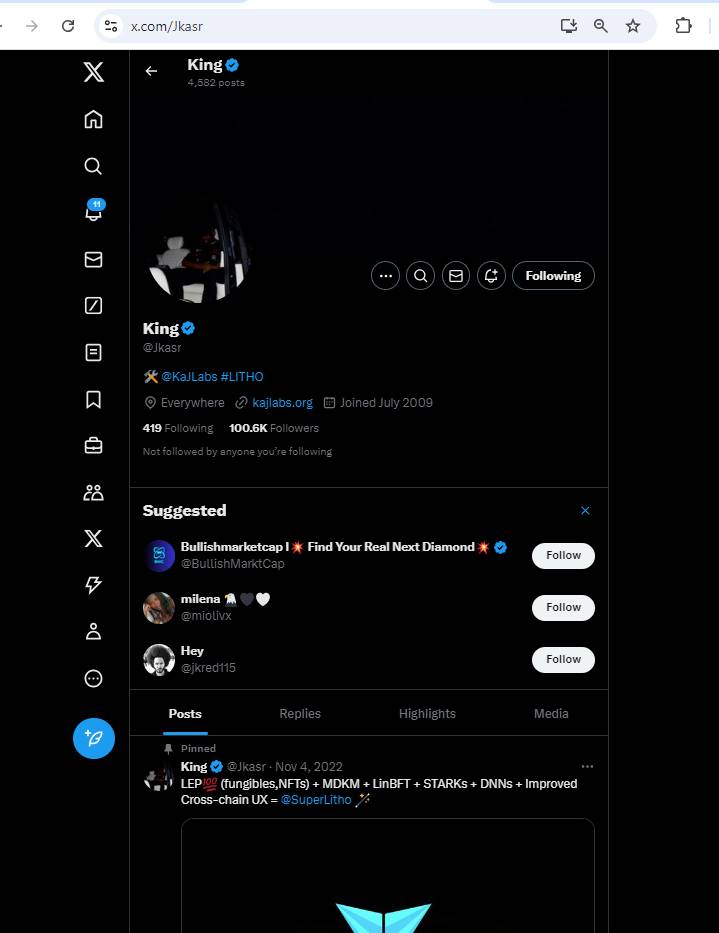 x.com/Jkasr
King
4,582 posts
11
Following
King
@Jkasr
🛠️ @KaJLabs #LITHO
Everywhere kajlabs.org Joined July 2009
419 Following 100.6K Followers
Not followed by anyone you're following
Suggested
Bullishmarketcap I💥 Find Your Real Next Diamond💥
@BullishMarktCap
Follow
milena 🦅🖤🤍
@miolivx
Follow
Hey
@jkred115
Follow
Posts Replies Highlights Media
Pinned
King @Jkasr · Nov 4, 2022
LEP💯 (fungibles,NFTs) + MDKM + LinBFT + STARKs + DNNs + Improved
Cross-chain UX = @SuperLitho 🪄